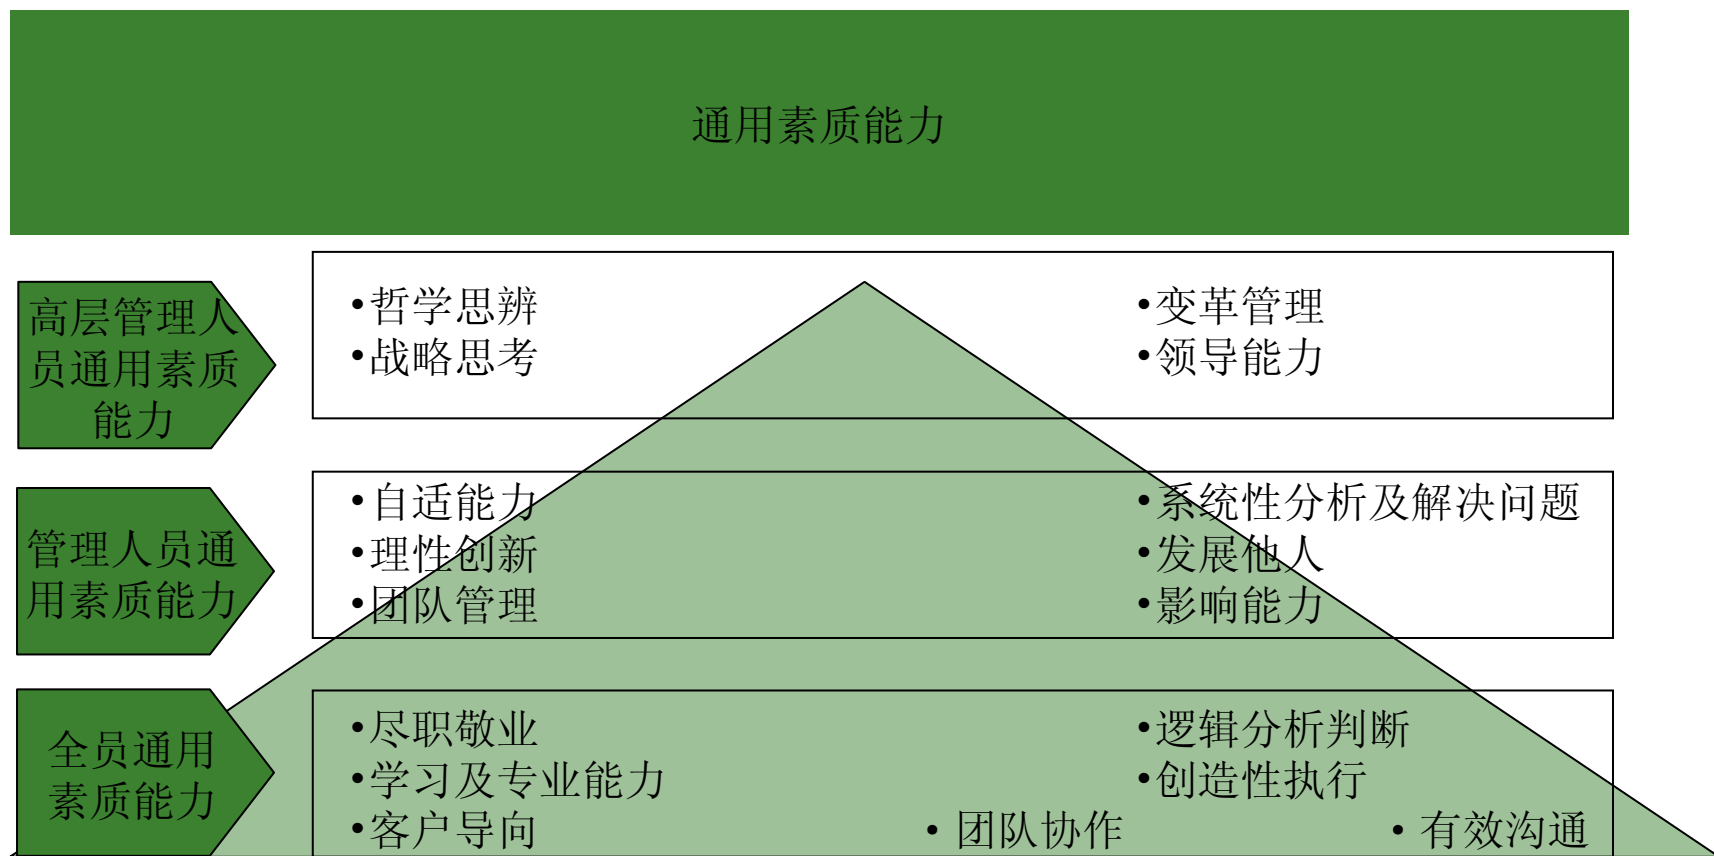 通用素质能力
高层管理人
员通用素质
能力
•哲学思辨
•变革管理
•战略思考
•领导能力
管理人员通
用素质能力
•自适能力
•系统性分析及解决问题
•理性创新
•发展他人
•团队管理
•影响能力
全员通用
素质能力
•尽职敬业
•逻辑分析判断
•学习及专业能力
•创造性执行
•客户导向
• 团队协作
• 有效沟通